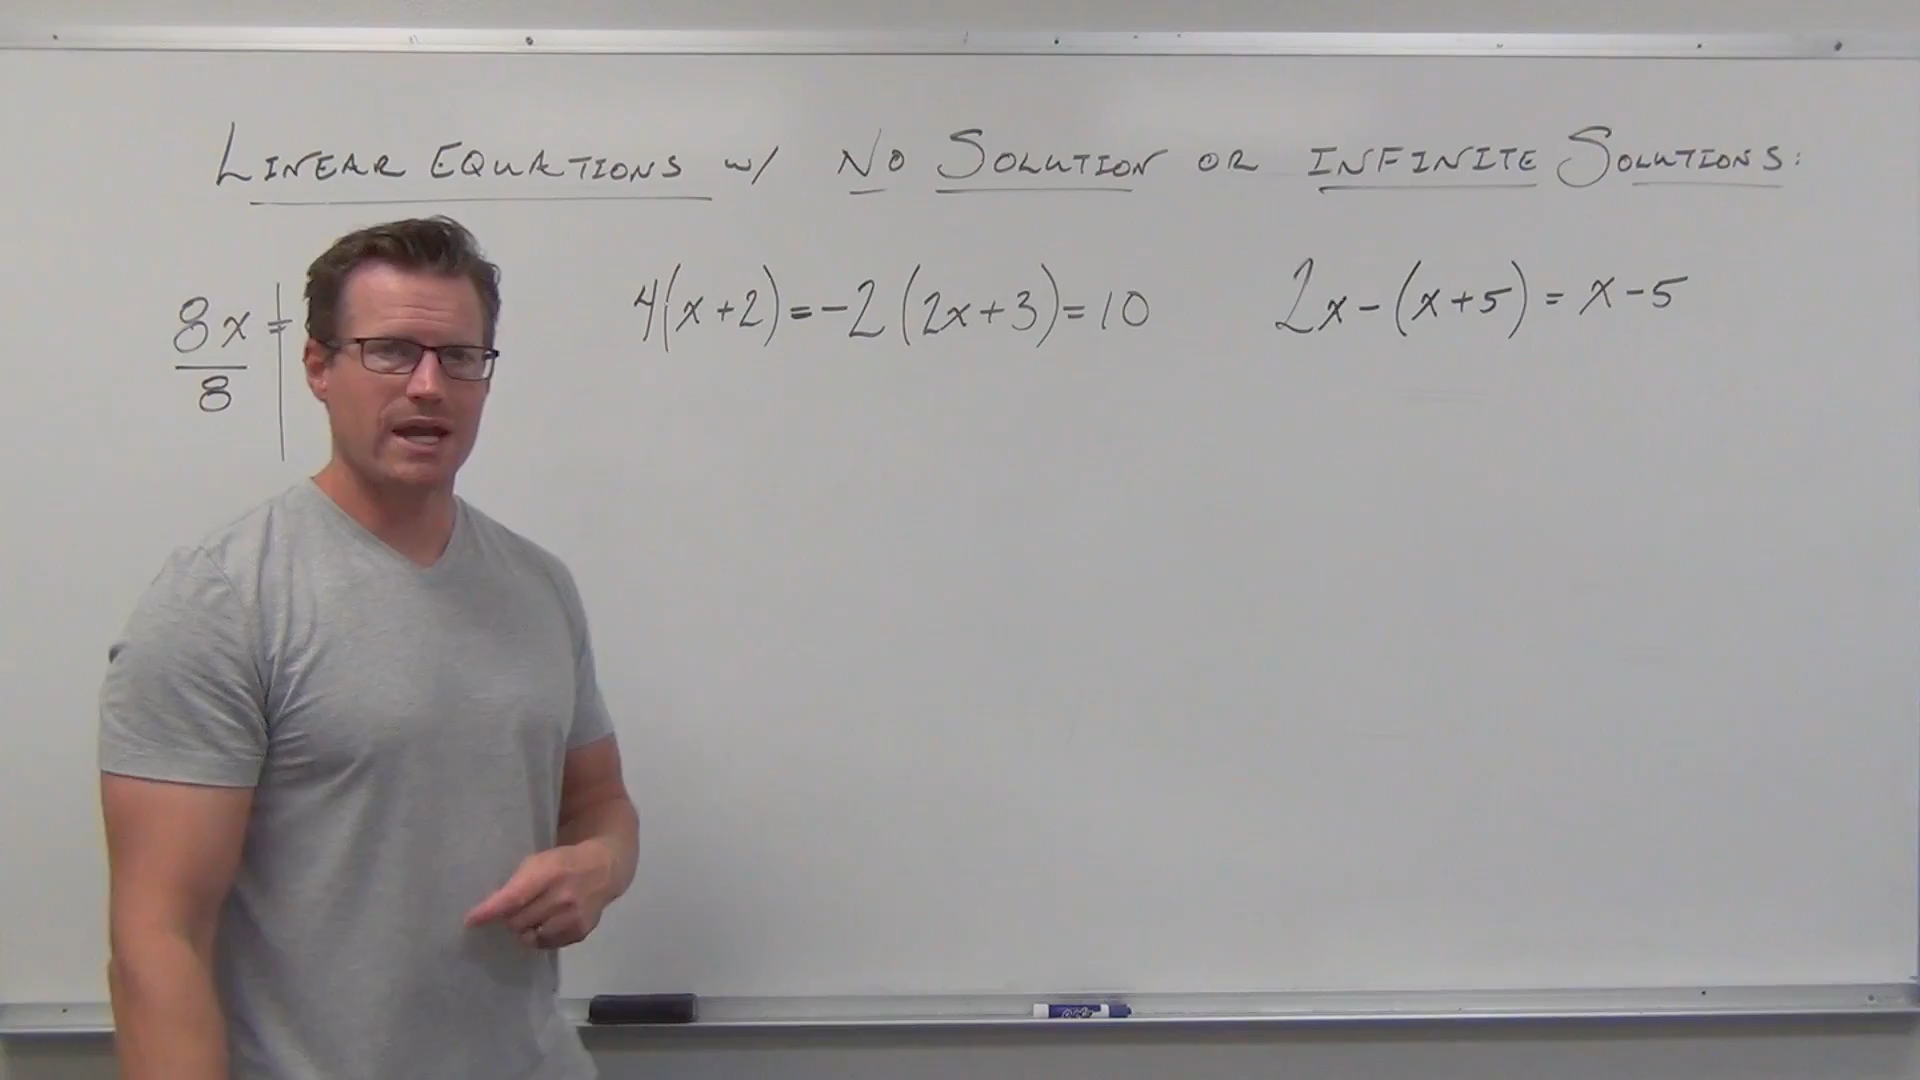 LINEAR EQUATIONS w/ NO SOLUTION OR INFINITE SOLUTIONS:
8x =
8
4(x+2)=-2(2x+3)=10
2x-(x+5)=x-5